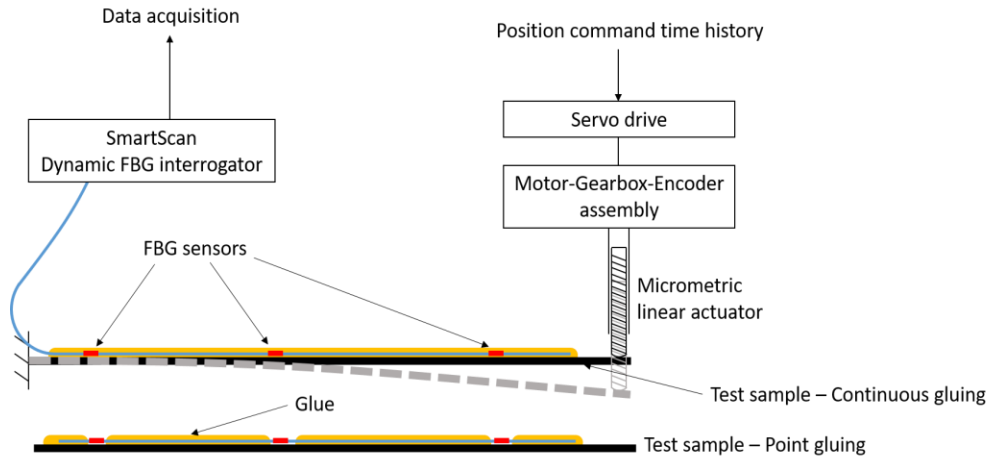 Data acquisition
Position command time history
SmartScan
Dynamic FBG interrogator
Servo drive
Motor-Gearbox-Encoder
assembly
FBG sensors
Micrometric
linear actuator
Test sample – Continuous gluing
Glue
Test sample – Point gluing